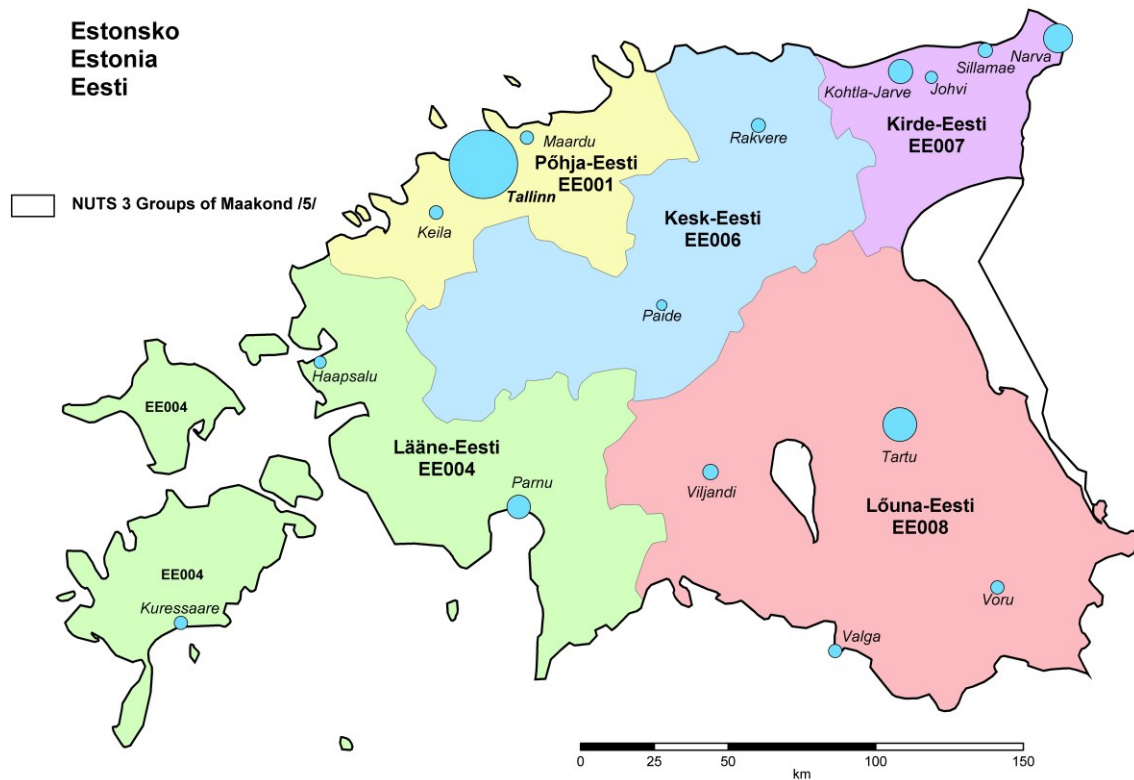 Estonsko
Estonia
Eesti
NUTS 3 Groups of Maakond /5/
Narva
Sillamae
Kohtla-Jarve
Johvi
Kirde-Eesti
EE007
Maardu
Rakvere
Pőhja-Eesti
EE001
Tallinn
Keila
Kesk-Eesti
EE006
Paide
Haapsalu
EE004
Lääne-Eesti
EE004
Parnu
Tartu
Viljandi
Lőuna-Eesti
EE008
EE004
Kuressaare
Voru
Valga
0 25 50 100 150
km